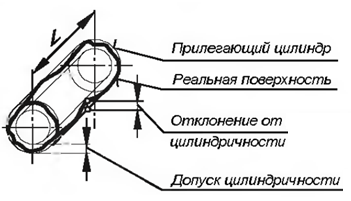 L
Прилегающий цилиндр
Реальная поверхность
Отклонение от
цилиндричности
Допуск цилиндричности